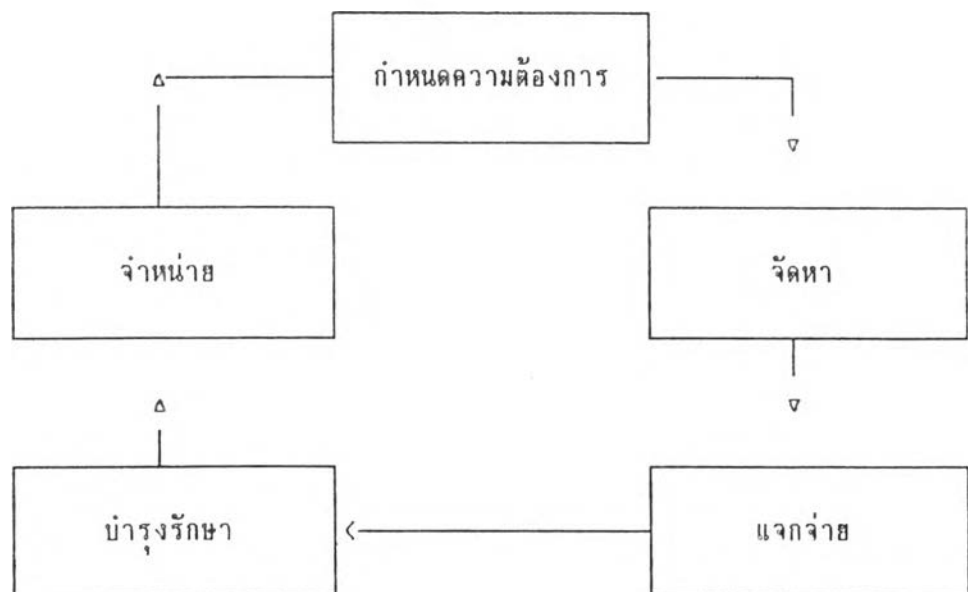 กำหนดความต้องการ
จำหน่าย
จัดหา
บำรุงรักษา
แจกจ่าย